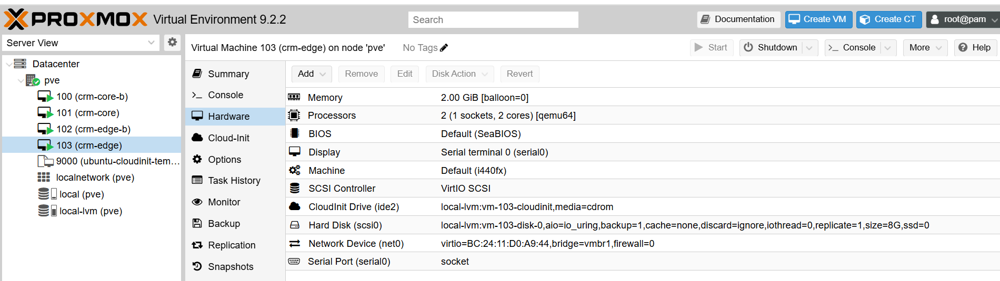 PROXMOX Virtual Environment 9.2.2
Search
Documentation
Create VM
Create CT
root@pam
Server View
Datacenter
pve
100 (crm-core-b)
101 (crm-core)
102 (crm-edge-b)
103 (crm-edge)
9000 (ubuntu-cloudinit-tem...
localnetwork (pve)
local (pve)
local-lvm (pve)
Virtual Machine 103 (crm-edge) on node 'pve'
No Tags
Start
Shutdown
Console
More
Help
Summary
Console
Hardware
Cloud-Init
Options
Task History
Monitor
Backup
Replication
Snapshots
Add
Remove
Edit
Disk Action
Revert
Memory 2.00 GiB [balloon=0]
Processors 2 (1 sockets, 2 cores) [qemu64]
BIOS Default (SeaBIOS)
Display Serial terminal 0 (serial0)
Machine Default (i440fx)
SCSI Controller VirtIO SCSI
CloudInit Drive (ide2) local-lvm:vm-103-cloudinit,media=cdrom
Hard Disk (scsi0) local-lvm:vm-103-disk-0,aio=io_uring,backup=1,cache=none,discard=ignore,iothread=0,replicate=1,size=8G,ssd=0
Network Device (net0) virtio=BC:24:11:D0:A9:44,bridge=vmbr1,firewall=0
Serial Port (serial0) socket